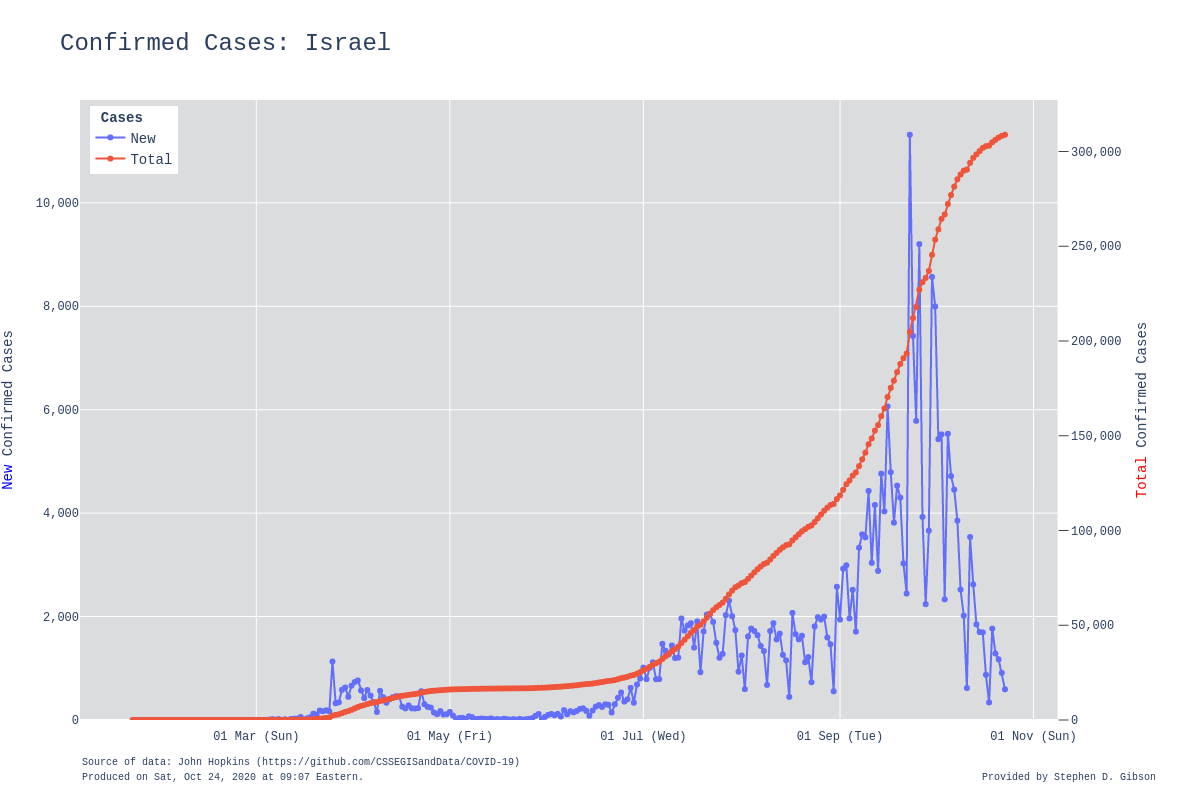 Confirmed Cases: Israel
Cases
New
Total
10,000
8,000
6,000
4,000
2,000
0
New Confirmed Cases
300,000
250,000
200,000
150,000
100,000
50,000
0
Total Confirmed Cases
01 Mar (Sun) 01 May (Fri) 01 Jul (Wed) 01 Sep (Tue) 01 Nov (Sun)
Source of data: John Hopkins (https://github.com/CSSEGISandData/COVID-19)
Produced on Sat, Oct 24, 2020 at 09:07 Eastern.
Provided by Stephen D. Gibson